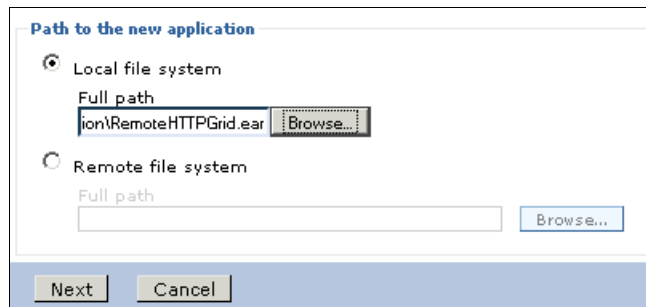 Path to the new application
Local file system
Full path
ion\RemoteHTTPGrid.ear Browse...
Remote file system
Full path
Browse...
Next Cancel